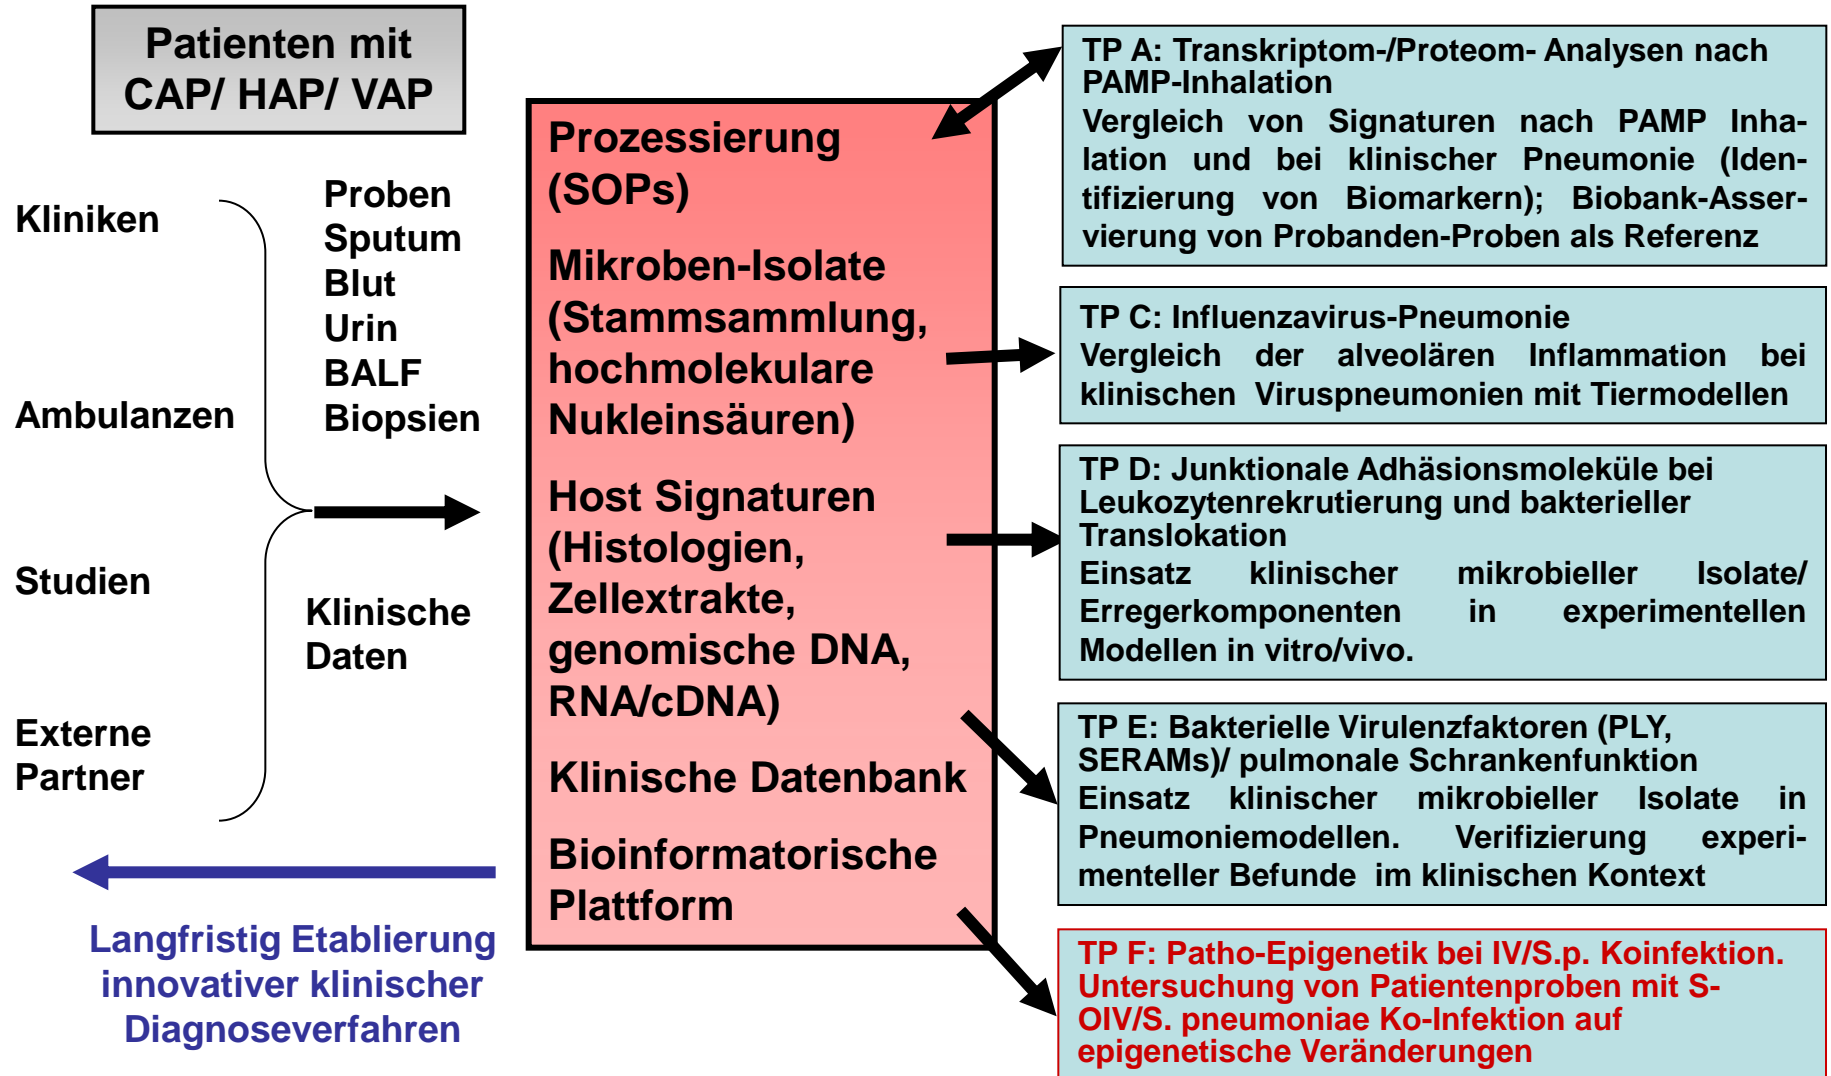 Patienten mit
CAP/ HAP/ VAP
Kliniken
Ambulanzen
Studien
Externe
Partner
Proben
Sputum
Blut
Urin
BALF
Biopsien
Klinische
Daten
Langfristig Etablierung
innovativer klinischer
Diagnoseverfahren
Prozessierung
(SOPs)
Mikroben-Isolate
(Stammsammlung,
hochmolekulare
Nukleinsäuren)
Host Signaturen
(Histologien,
Zellextrakte,
genomische DNA,
RNA/cDNA)
Klinische Datenbank
Bioinformatorische
Plattform
TP A: Transkriptom-/Proteom- Analysen nach
PAMP-Inhalation
Vergleich von Signaturen nach PAMP Inha-
lation und bei klinischer Pneumonie (Iden-
tifizierung von Biomarkern); Biobank-Asser-
vierung von Probanden-Proben als Referenz
TP C: Influenzavirus-Pneumonie
Vergleich der alveolären Inflammation bei
klinischen Viruspneumonien mit Tiermodellen
TP D: Junktionale Adhäsionsmoleküle bei
Leukozytenrekrutierung und bakterieller
Translokation
Einsatz klinischer mikrobieller Isolate/
Erregerkomponenten in experimentellen
Modellen in vitro/vivo.
TP E: Bakterielle Virulenzfaktoren (PLY,
SERAMs)/ pulmonale Schrankenfunktion
Einsatz klinischer mikrobieller Isolate in
Pneumoniemodellen. Verifizierung experi-
menteller Befunde im klinischen Kontext
TP F: Patho-Epigenetik bei IV/S.p. Koinfektion.
Untersuchung von Patientenproben mit S-
OIV/S. pneumoniae Ko-Infektion auf
epigenetische Veränderungen